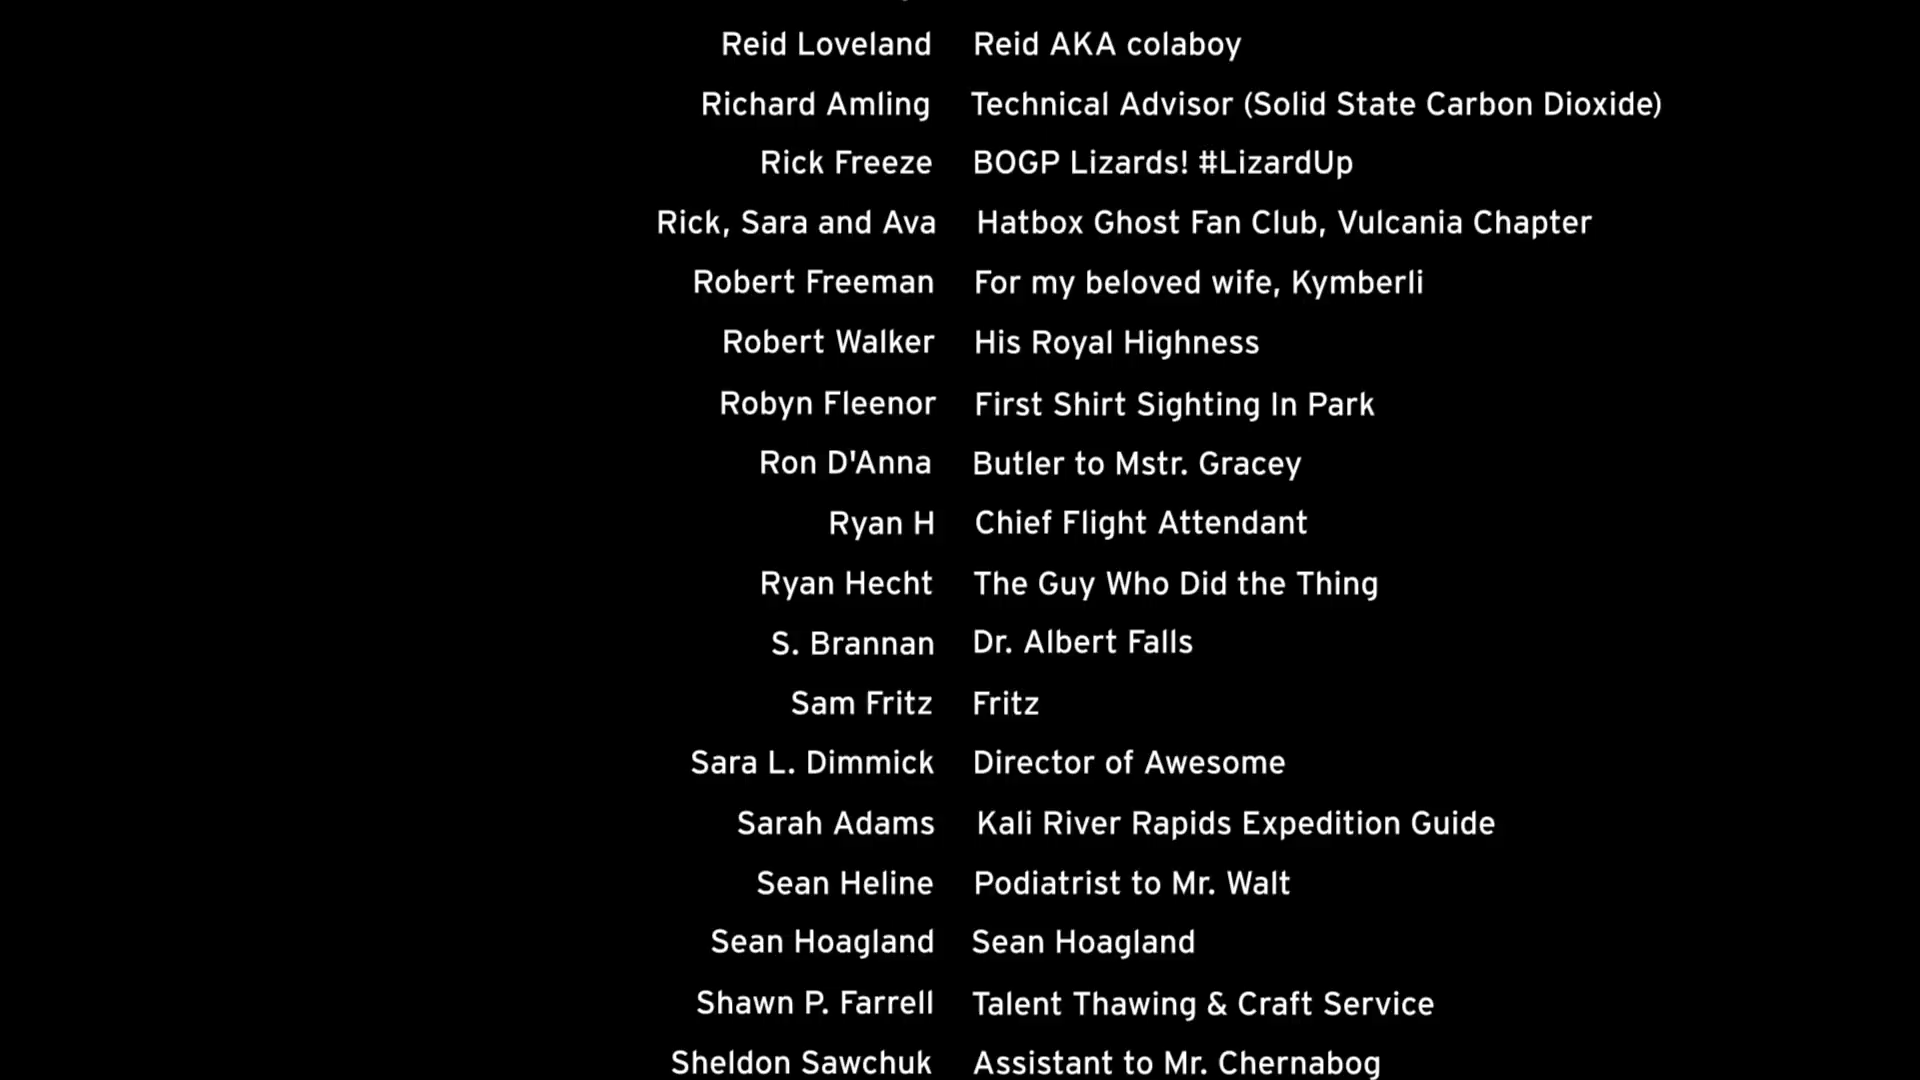 Reid Loveland Reid AKA colaboy
Richard Amling Technical Advisor (Solid State Carbon Dioxide)
Rick Freeze BOGP Lizards! #LizardUp
Rick, Sara and Ava Hatbox Ghost Fan Club, Vulcania Chapter
Robert Freeman For my beloved wife, Kymberli
Robert Walker His Royal Highness
Robyn Fleenor First Shirt Sighting In Park
Ron D'Anna Butler to Mstr. Gracey
Ryan H Chief Flight Attendant
Ryan Hecht The Guy Who Did the Thing
S. Brannan Dr. Albert Falls
Sam Fritz Fritz
Sara L. Dimmick Director of Awesome
Sarah Adams Kali River Rapids Expedition Guide
Sean Heline Podiatrist to Mr. Walt
Sean Hoagland Sean Hoagland
Shawn P. Farrell Talent Thawing & Craft Service
Sheldon Sawchuk Assistant to Mr. Chernabog